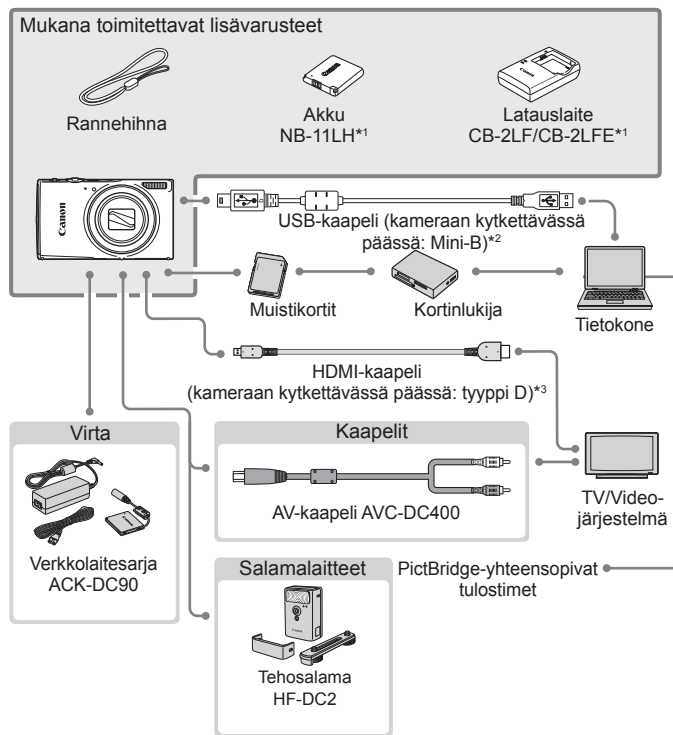 Mukana toimitettavat lisävarusteet
Rannehihna
Akku
NB-11LH*1
Latauslaite
CB-2LF/CB-2LFE*1
Canon
USB-kaapeli (kameraan kytkettävässä
päässä: Mini-B)*2
Muistikortit
Kortinlukija
Tietokone
HDMI-kaapeli
(kameraan kytkettävässä päässä: tyyppi D)*3
Virta
Verkkolaitesarja
ACK-DC90
Kaapelit
AV-kaapeli AVC-DC400
TV/Video-
järjestelmä
Salamalaitteet
Tehosalama
HF-DC2
PictBridge-yhteensopivat
tulostimet